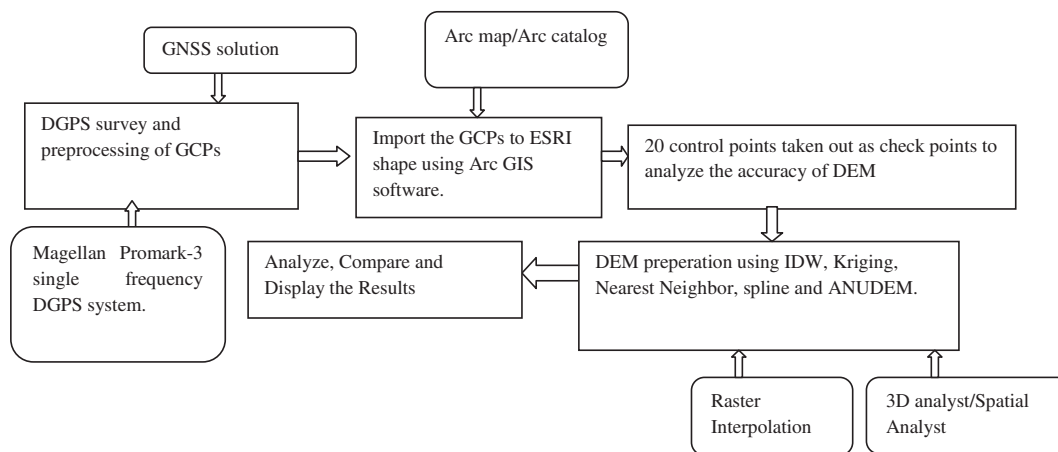 GNSS solution
Arc map/Arc catalog
DGPS survey and
preprocessing of GCPs
Import the GCPs to ESRI
shape using Arc GIS
software.
20 control points taken out as check points to
analyze the accuracy of DEM
Magellan Promark-3
single frequency
DGPS system.
Analyze, Compare and
Display the Results
DEM preperation using IDW, Kriging,
Nearest Neighbor, spline and ANUDEM.
Raster
Interpolation
3D analyst/Spatial
Analyst